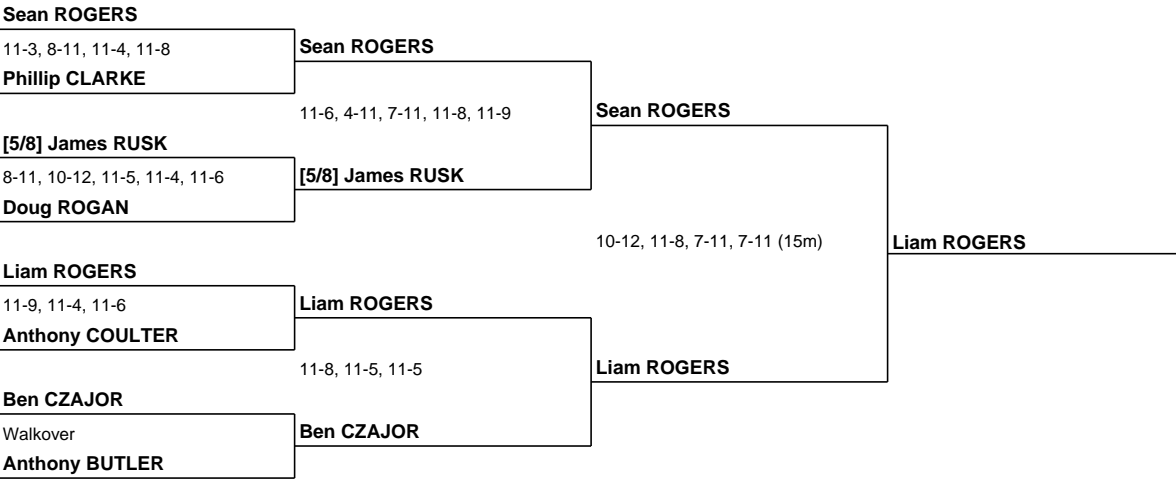 Sean ROGERS
11-3, 8-11, 11-4, 11-8
Phillip CLARKE
[5/8] James RUSK
8-11, 10-12, 11-5, 11-4, 11-6
Doug ROGAN
Liam ROGERS
11-9, 11-4, 11-6
Anthony COULTER
Ben CZAJOR
Walkover
Anthony BUTLER
Sean ROGERS
11-6, 4-11, 7-11, 11-8, 11-9
[5/8] James RUSK
Liam ROGERS
11-8, 11-5, 11-5
Ben CZAJOR
Sean ROGERS
10-12, 11-8, 7-11, 7-11 (15m)
Liam ROGERS
Liam ROGERS